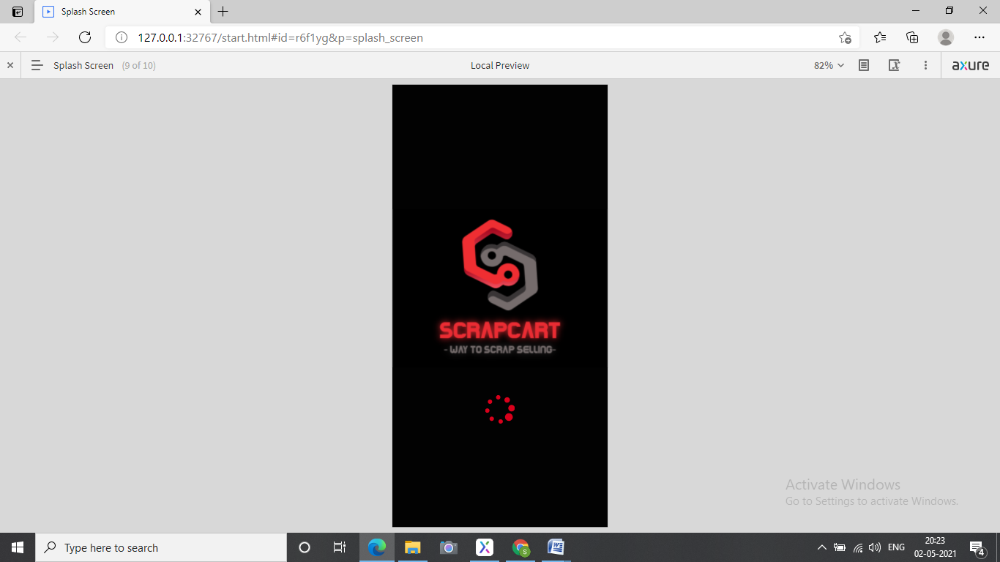 Splash Screen
127.0.0.1:32767/start.html#id=r6f1yg&p=splash_screen
Splash Screen (9 of 10)
Local Preview
82%
axure
SCRAPCART
- WAY TO SCRAP SELLING-
Activate Windows
Go to Settings to activate Windows.
Type here to search
S
W
ENG
20:23
02-05-2021
4